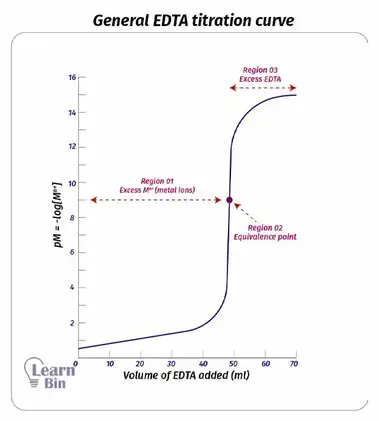 General EDTA titration curve
Region 03
Excess EDTA
16
14
12
10
8
6
4
2
Region 01
Excess Mⁿ⁺ (metal ions)
Region 02
Equivalence point
pM = -log[Mⁿ⁺]
0 10 20 30 40 50 60 70
Volume of EDTA added (ml)
Learn
Bin